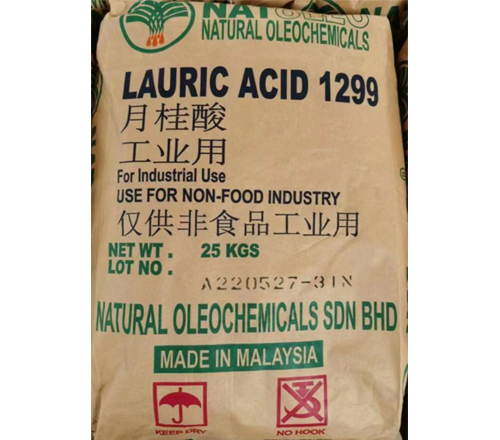 NATOLEO
NATURAL OLEOCHEMICALS
LAURIC ACID 1299
月桂酸
工业用
For Industrial Use
USE FOR NON-FOOD INDUSTRY
仅供非食品工业用
NET WT. 25 KGS
LOT NO. A220527-31N
NATURAL OLEOCHEMICALS SDN BHD
MADE IN MALAYSIA
KEEP DRY
NO HOOK